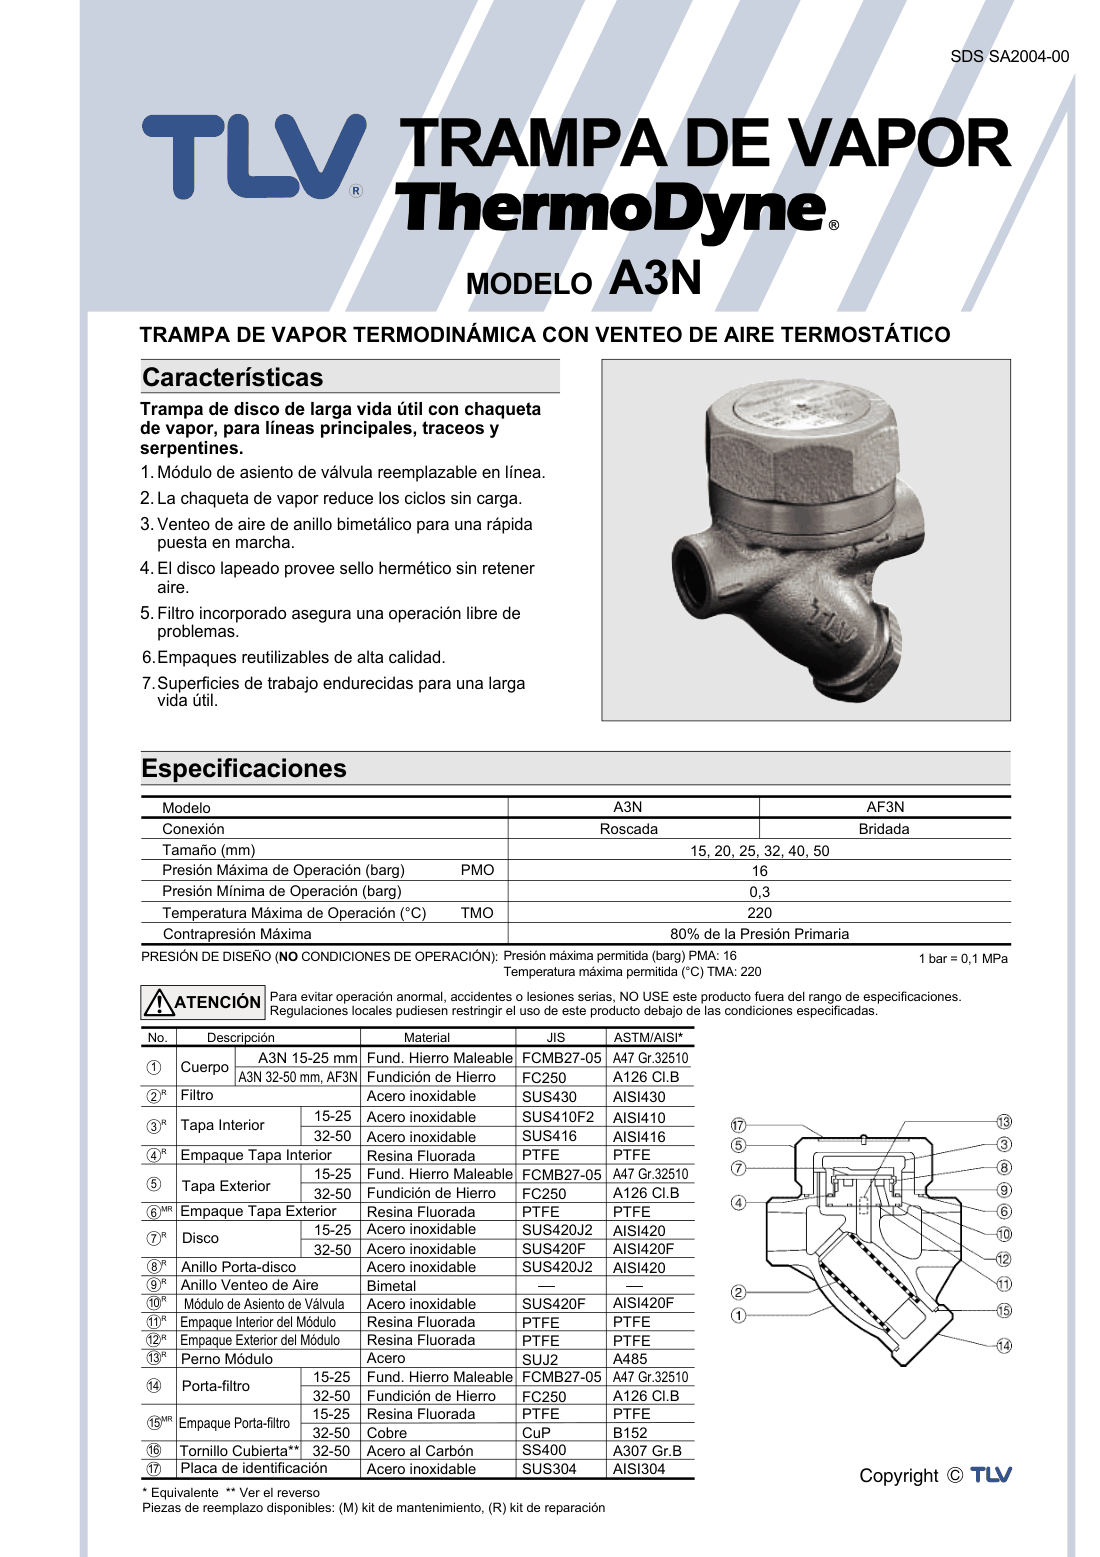 SDS SA2004-00
TLV®
TRAMPA DE VAPOR
ThermoDyne®
MODELO A3N
TRAMPA DE VAPOR TERMODINÁMICA CON VENTEO DE AIRE TERMOSTÁTICO
Características
Trampa de disco de larga vida útil con chaqueta
de vapor, para líneas principales, traceos y
serpentines.
1. Módulo de asiento de válvula reemplazable en línea.
2. La chaqueta de vapor reduce los ciclos sin carga.
3. Venteo de aire de anillo bimetálico para una rápida
puesta en marcha.
4. El disco lapeado provee sello hermético sin retener
aire.
5. Filtro incorporado asegura una operación libre de
problemas.
6. Empaques reutilizables de alta calidad.
7. Superficies de trabajo endurecidas para una larga
vida útil.
TLV
Especificaciones
Modelo A3N AF3N
Conexión Roscada Bridada
Tamaño (mm) 15, 20, 25, 32, 40, 50
Presión Máxima de Operación (barg) PMO 16
Presión Mínima de Operación (barg) 0,3
Temperatura Máxima de Operación (°C) TMO 220
Contrapresión Máxima 80% de la Presión Primaria
PRESIÓN DE DISEÑO (NO CONDICIONES DE OPERACIÓN): Presión máxima permitida (barg) PMA: 16 1 bar = 0,1 MPa
Temperatura máxima permitida (°C) TMA: 220
ATENCIÓN Para evitar operación anormal, accidentes o lesiones serias, NO USE este producto fuera del rango de especificaciones.
Regulaciones locales pudiesen restringir el uso de este producto debajo de las condiciones especificadas.
No. Descripción Material JIS ASTM/AISI*
① Cuerpo A3N 15-25 mm Fund. Hierro Maleable FCMB27-05 A47 Gr.32510
A3N 32-50 mm, AF3N Fundición de Hierro FC250 A126 Cl.B
②R Filtro Acero inoxidable SUS430 AISI430
③R Tapa Interior 15-25 Acero inoxidable SUS410F2 AISI410
32-50 Acero inoxidable SUS416 AISI416
④R Empaque Tapa Interior Resina Fluorada PTFE PTFE
⑤ Tapa Exterior 15-25 Fund. Hierro Maleable FCMB27-05 A47 Gr.32510
32-50 Fundición de Hierro FC250 A126 Cl.B
⑥MR Empaque Tapa Exterior Resina Fluorada PTFE PTFE
⑦R Disco 15-25 Acero inoxidable SUS420J2 AISI420
32-50 Acero inoxidable SUS420F AISI420F
⑧R Anillo Porta-disco Acero inoxidable SUS420J2 AISI420
⑨R Anillo Venteo de Aire Bimetal — —
⑩R Módulo de Asiento de Válvula Acero inoxidable SUS420F AISI420F
⑪R Empaque Interior del Módulo Resina Fluorada PTFE PTFE
⑫R Empaque Exterior del Módulo Resina Fluorada PTFE PTFE
⑬R Perno Módulo Acero SUJ2 A485
⑭ Porta-filtro 15-25 Fund. Hierro Maleable FCMB27-05 A47 Gr.32510
32-50 Fundición de Hierro FC250 A126 Cl.B
⑮MR Empaque Porta-filtro 15-25 Resina Fluorada PTFE PTFE
32-50 Cobre CuP B152
⑯ Tornillo Cubierta** 32-50 Acero al Carbón SS400 A307 Gr.B
⑰ Placa de identificación Acero inoxidable SUS304 AISI304
* Equivalente ** Ver el reverso
Piezas de reemplazo disponibles: (M) kit de mantenimiento, (R) kit de reparación
⑰
⑤
⑦
④
②
①
⑬
③
⑧
⑨
⑥
⑩
⑫
⑪
⑮
⑭
Copyright © TLV